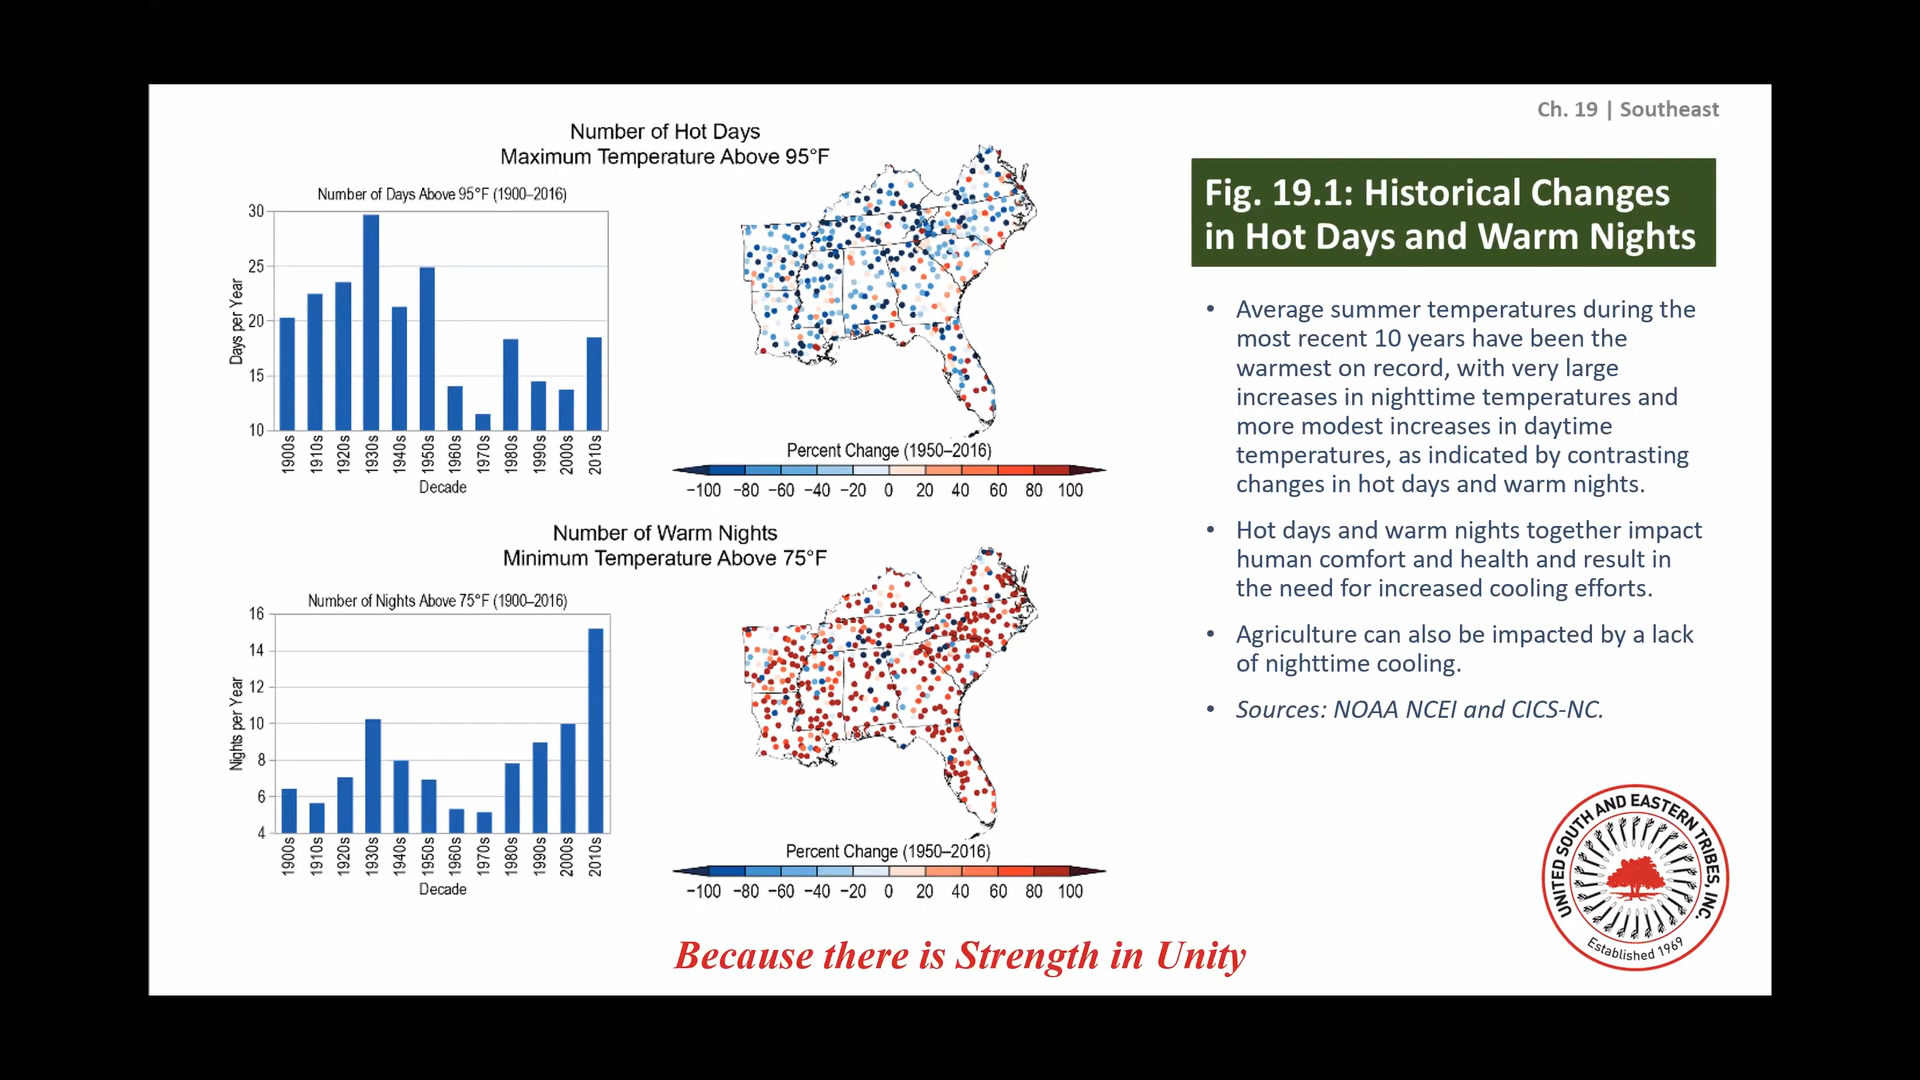 Ch. 19 | Southeast
Number of Hot Days
Maximum Temperature Above 95°F
Number of Days Above 95°F (1900–2016)
Days per Year
30
25
20
15
10
1900s 1910s 1920s 1930s 1940s 1950s 1960s 1970s 1980s 1990s 2000s 2010s
Decade
Percent Change (1950–2016)
−100 −80 −60 −40 −20 0 20 40 60 80 100
Number of Warm Nights
Minimum Temperature Above 75°F
Number of Nights Above 75°F (1900–2016)
Nights per Year
16
14
12
10
8
6
4
1900s 1910s 1920s 1930s 1940s 1950s 1960s 1970s 1980s 1990s 2000s 2010s
Decade
Percent Change (1950–2016)
−100 −80 −60 −40 −20 0 20 40 60 80 100
Fig. 19.1: Historical Changes
in Hot Days and Warm Nights
• Average summer temperatures during the
most recent 10 years have been the
warmest on record, with very large
increases in nighttime temperatures and
more modest increases in daytime
temperatures, as indicated by contrasting
changes in hot days and warm nights.
• Hot days and warm nights together impact
human comfort and health and result in
the need for increased cooling efforts.
• Agriculture can also be impacted by a lack
of nighttime cooling.
• Sources: NOAA NCEI and CICS-NC.
UNITED SOUTH AND EASTERN TRIBES, INC.
Established 1969
Because there is Strength in Unity